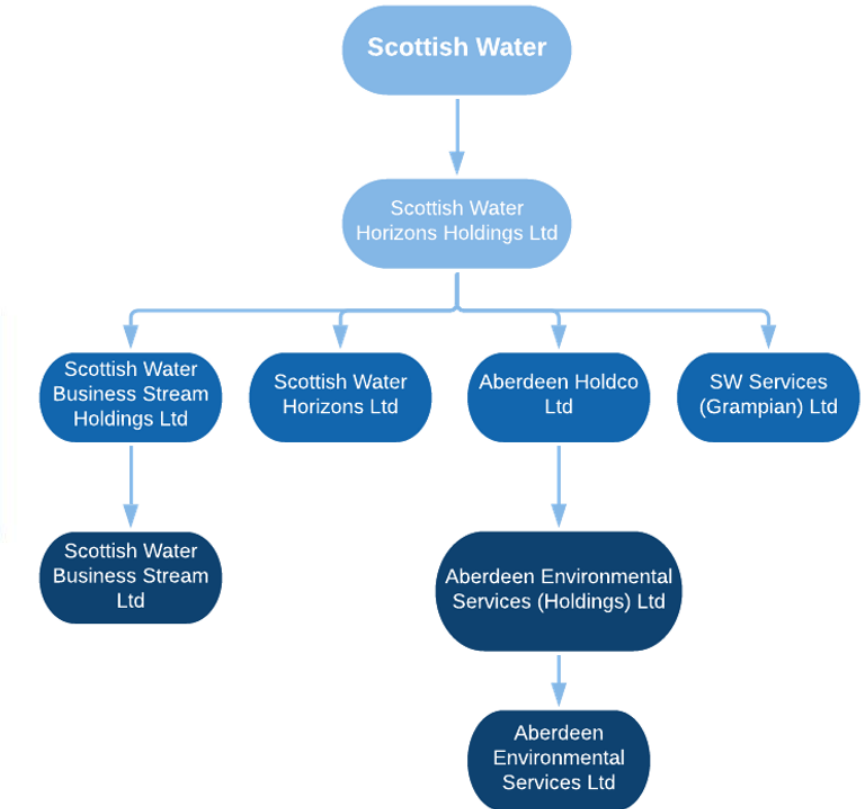 Scottish Water
Scottish Water
Horizons Holdings Ltd
Scottish Water
Business Stream
Holdings Ltd
Scottish Water
Horizons Ltd
Aberdeen Holdco
Ltd
SW Services
(Grampian) Ltd
Scottish Water
Business Stream
Ltd
Aberdeen Environmental
Services (Holdings) Ltd
Aberdeen
Environmental
Services Ltd